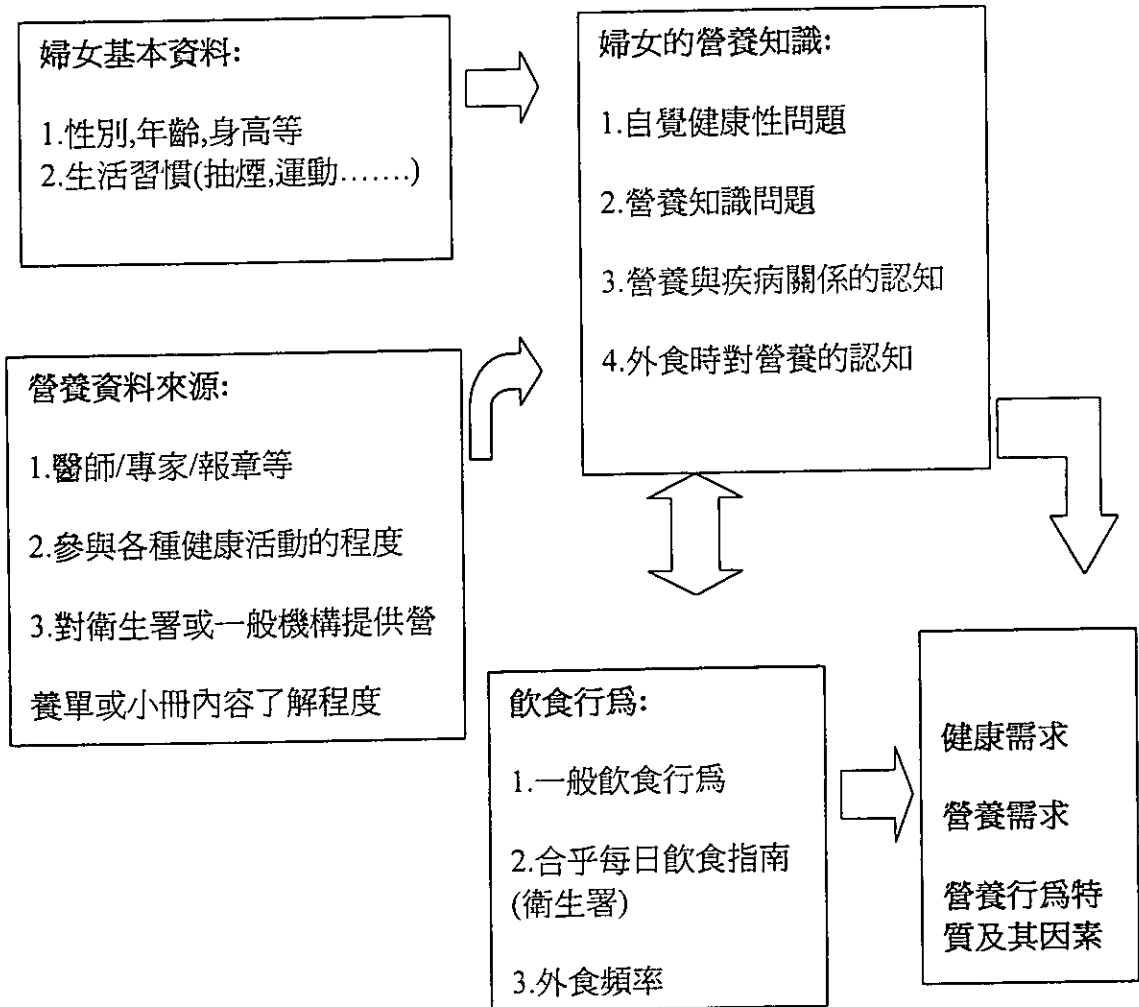 婦女基本資料:
1.性別,年齡,身高等
2.生活習慣(抽煙,運動.......)
婦女的營養知識:
1.自覺健康性問題
2.營養知識問題
3.營養與疾病關係的認知
4.外食時對營養的認知
營養資料來源:
1.醫師/專家/報章等
2.參與各種健康活動的程度
3.對衛生署或一般機構提供營
養單或小冊內容了解程度
飲食行爲:
1.一般飲食行爲
2.合乎每日飲食指南
(衛生署)
3.外食頻率
健康需求
營養需求
營養行爲特
質及其因素